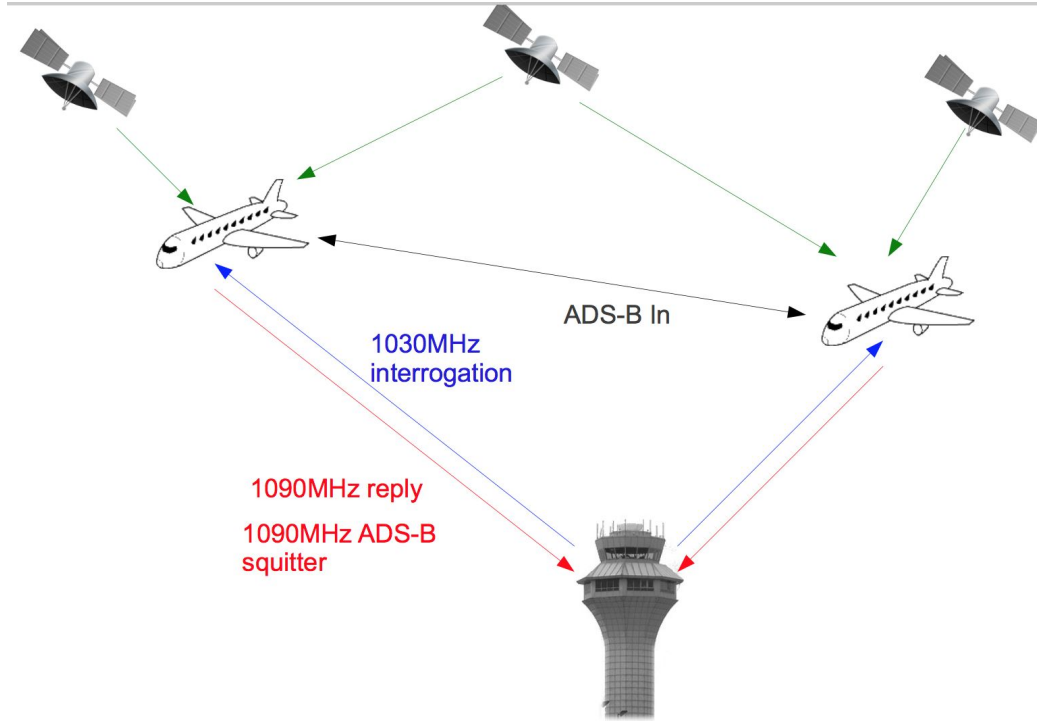 ADS-B In
1030MHz
interrogation
1090MHz reply
1090MHz ADS-B
squitter